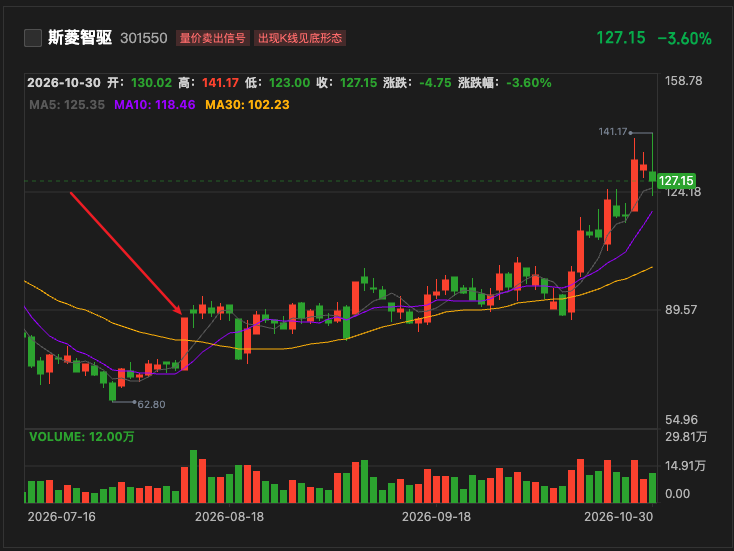 斯菱智驱 301550 量价卖出信号 出现K线见底形态 127.15 −3.60%
2026-10-30 开: 130.02 高: 141.17 低: 123.00 收: 127.15 涨跌: -4.75 涨跌幅: -3.60%
158.78
MA5: 125.35 MA10: 118.46 MA30: 102.23
141.17
127.15
124.18
89.57
62.80
54.96
VOLUME: 12.00万
29.81万
14.91万
0.00
2026-07-16 2026-08-18 2026-09-18 2026-10-30